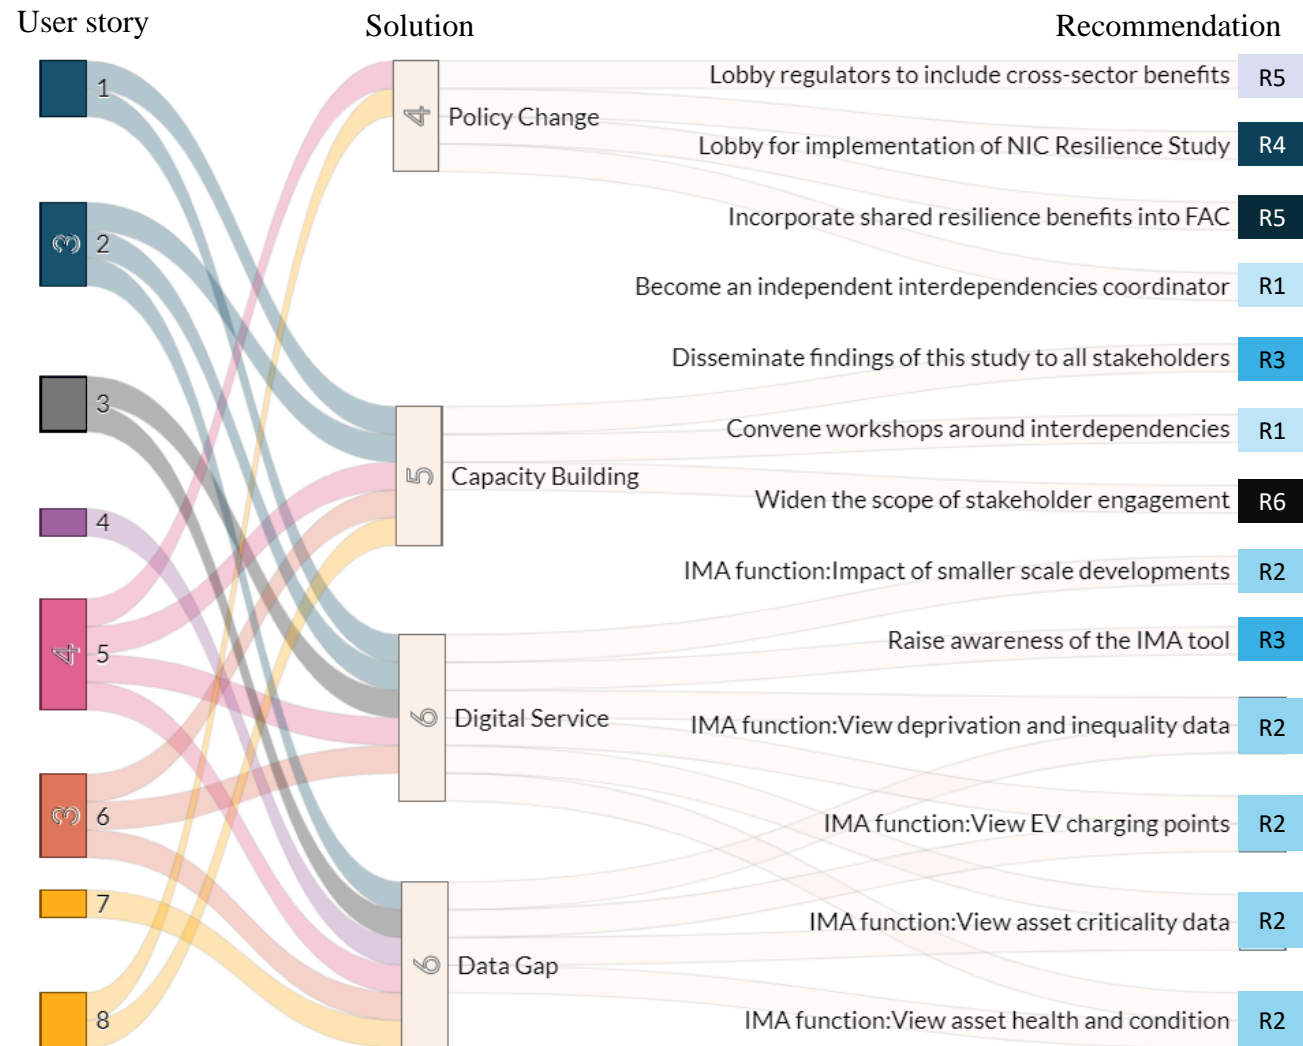 User story
Solution
Recommendation
1
3
2
3
4
4
5
3
6
7
8
4
Policy Change
5
Capacity Building
6
Digital Service
6
Data Gap
Lobby regulators to include cross-sector benefits
R5
Lobby for implementation of NIC Resilience Study
R4
Incorporate shared resilience benefits into FAC
R5
Become an independent interdependencies coordinator
R1
Disseminate findings of this study to all stakeholders
R3
Convene workshops around interdependencies
R1
Widen the scope of stakeholder engagement
R6
IMA function:Impact of smaller scale developments
R2
Raise awareness of the IMA tool
R3
IMA function:View deprivation and inequality data
R2
IMA function:View EV charging points
R2
IMA function:View asset criticality data
R2
IMA function:View asset health and condition
R2